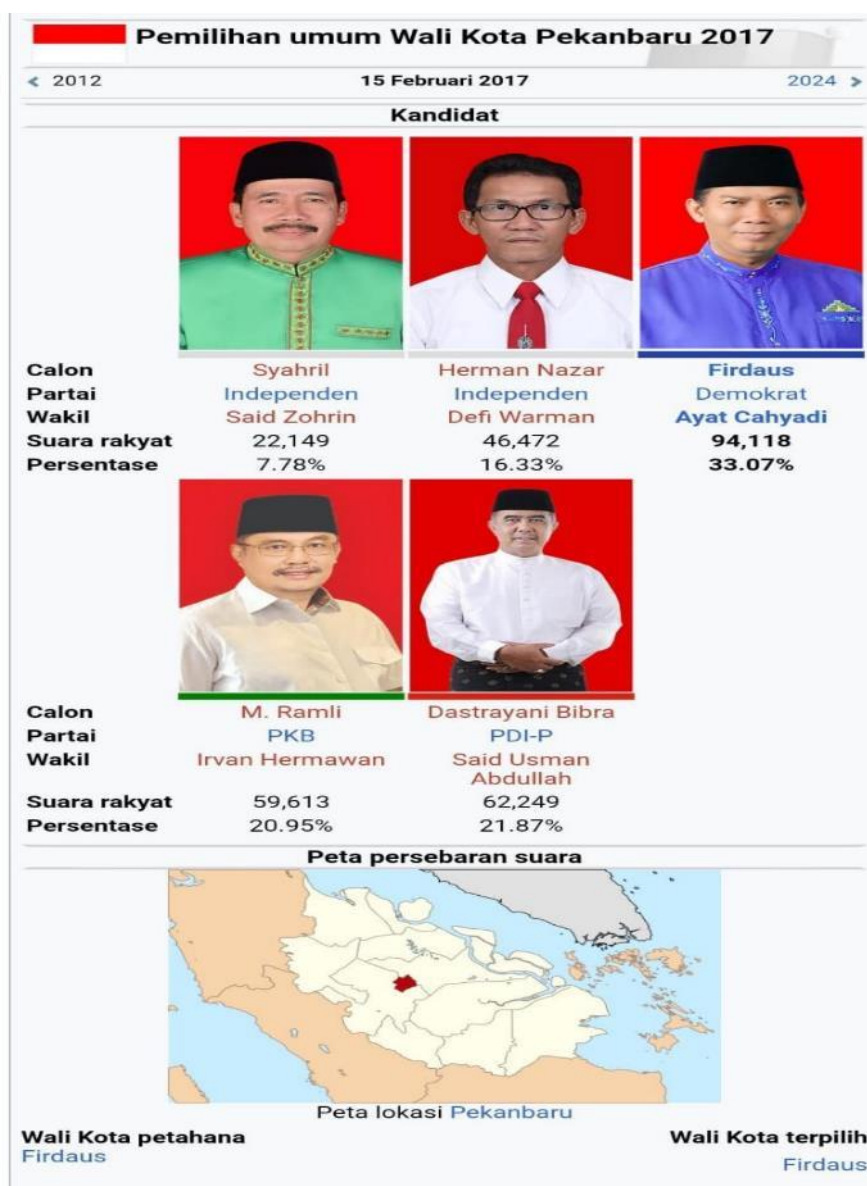 Pemilihan umum Wali Kota Pekanbaru 2017
< 2012 15 Februari 2017 2024 >
Kandidat
Calon Syahril Herman Nazar Firdaus
Partai Independen Independen Demokrat
Wakil Said Zohrin Defi Warman Ayat Cahyadi
Suara rakyat 22,149 46,472 94,118
Persentase 7.78% 16.33% 33.07%
Calon M. Ramli Dastrayani Bibra
Partai PKB PDI-P
Wakil Irvan Hermawan Said Usman
Abdullah
Suara rakyat 59,613 62,249
Persentase 20.95% 21.87%
Peta persebaran suara
Peta lokasi Pekanbaru
Wali Kota petahana Wali Kota terpilih
Firdaus Firdaus